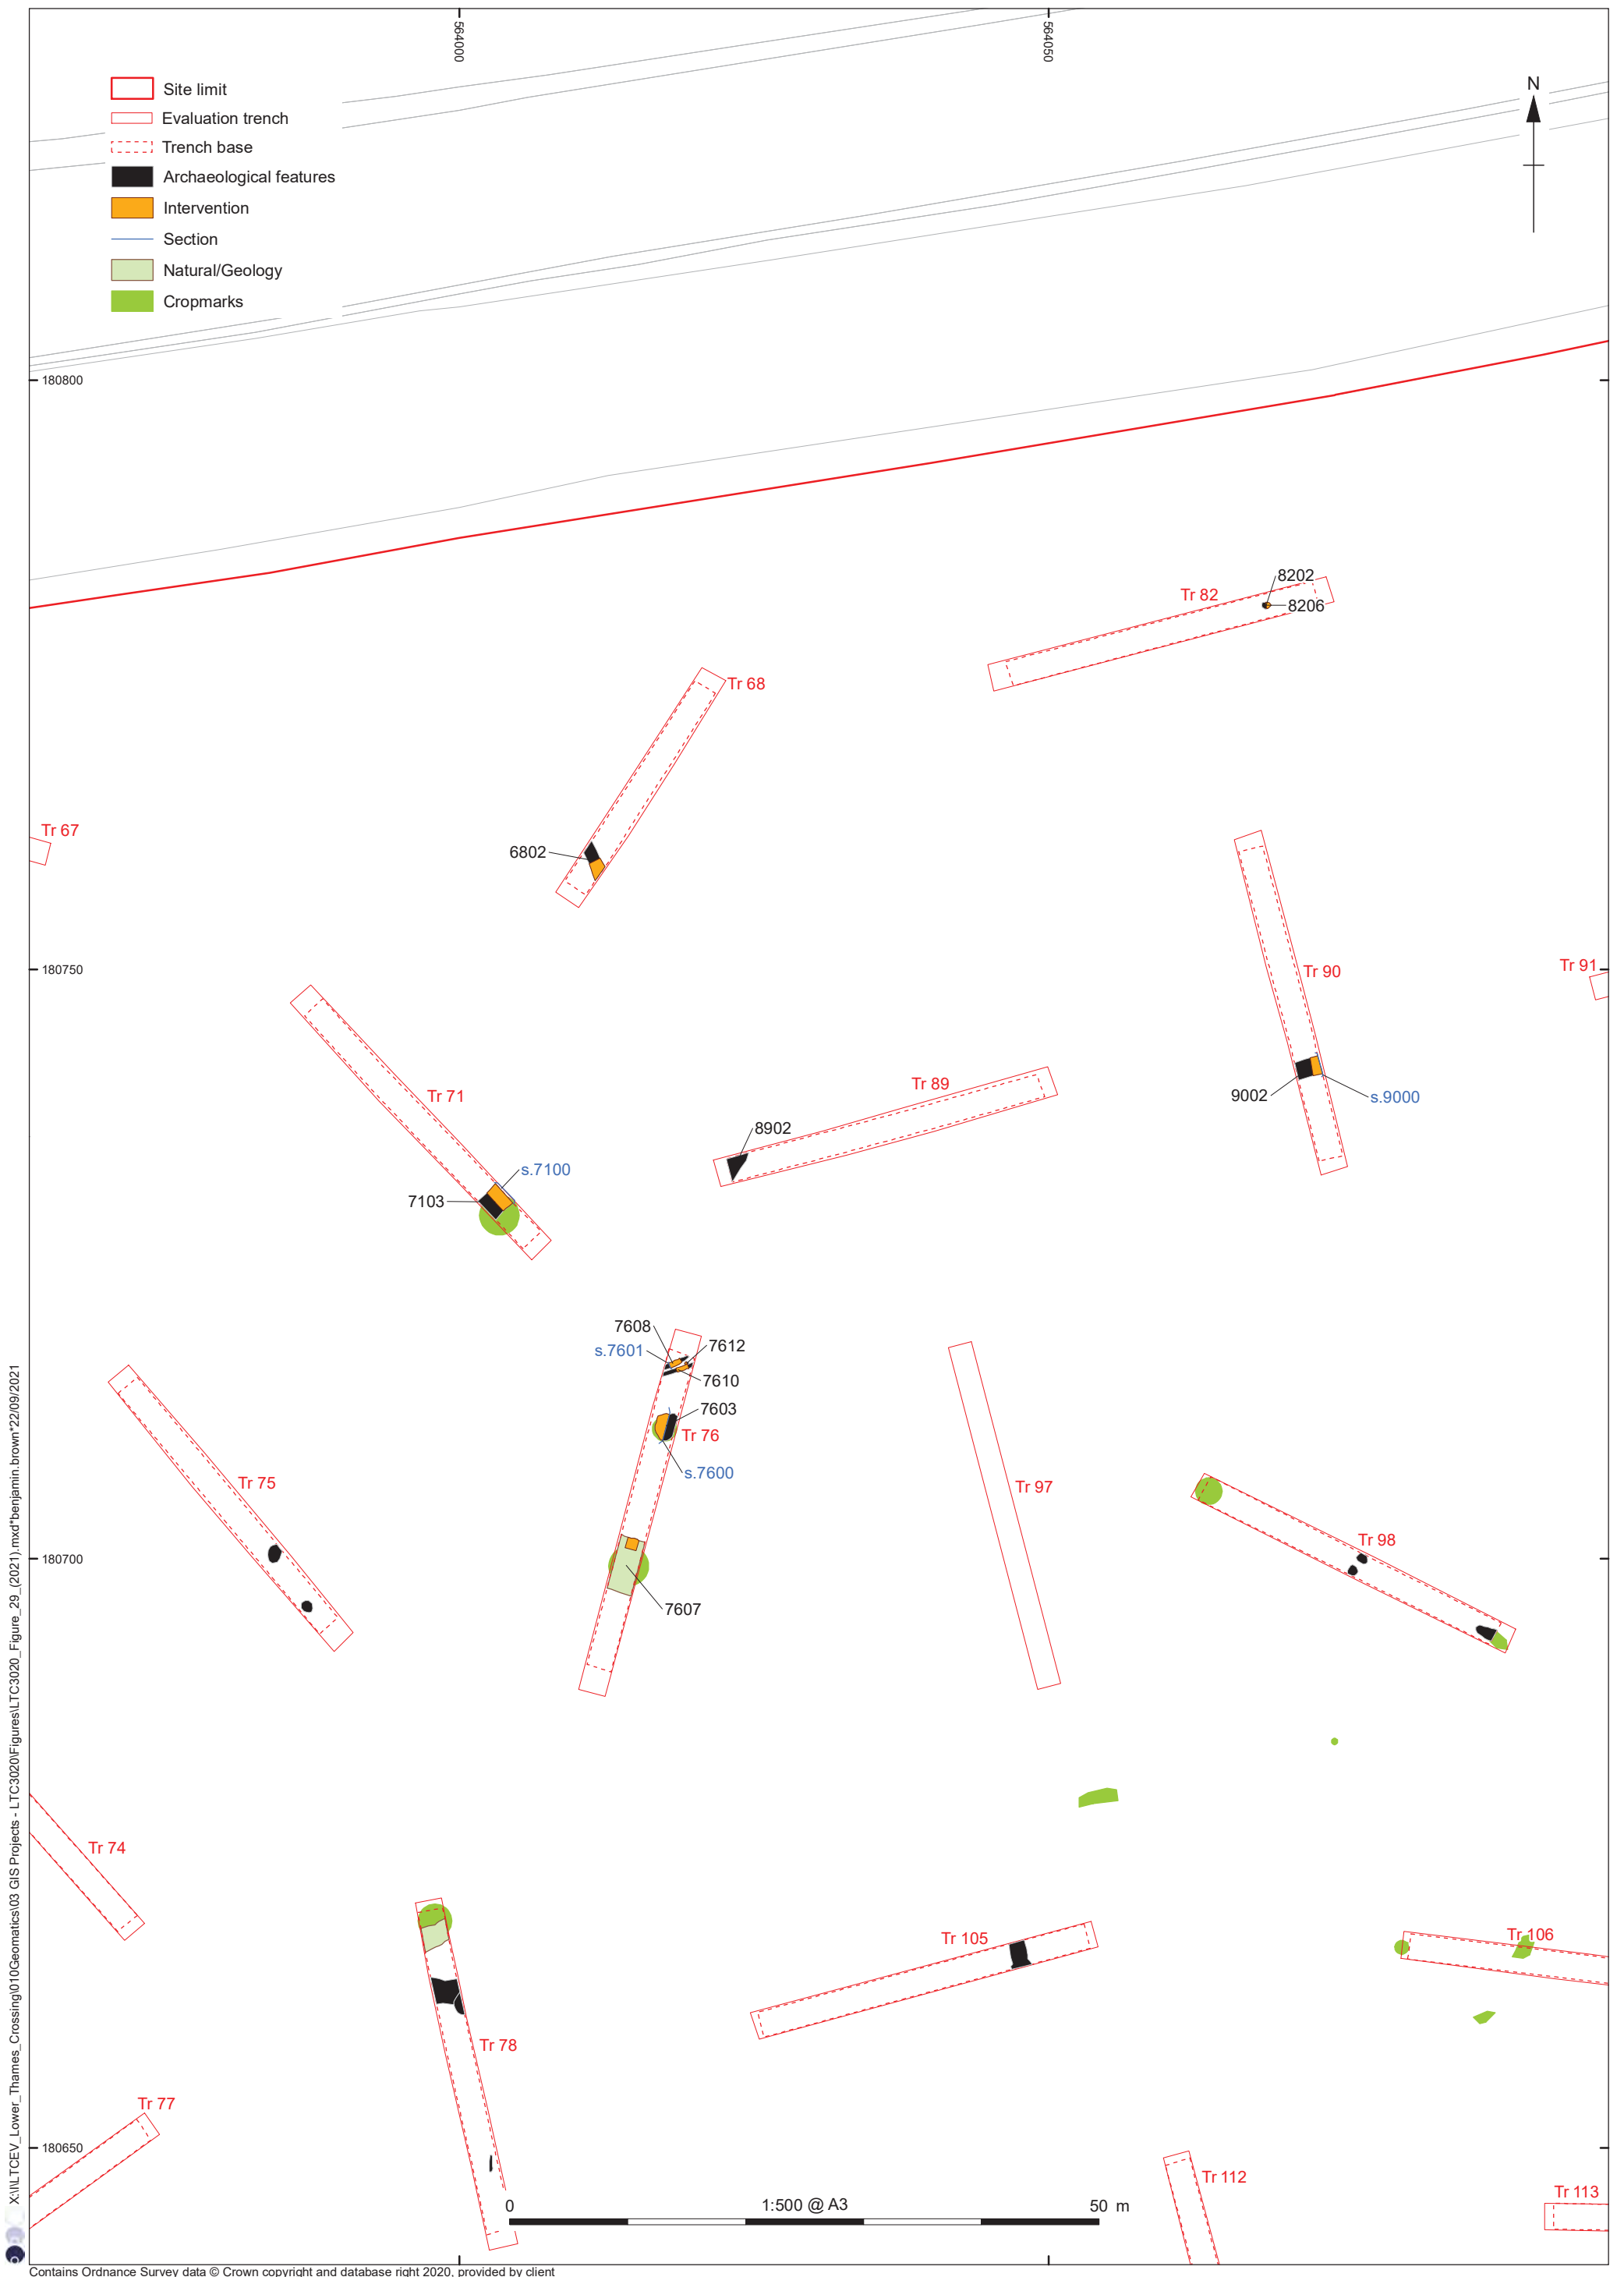 564000
564050
N
Site limit
Evaluation trench
Trench base
Archaeological features
Intervention
Section
Natural/Geology
Cropmarks
180800
8202
Tr 82
8206
Tr 68
Tr 67
6802
180750
Tr 91
Tr 90
Tr 89
Tr 71
9002
s.9000
8902
s.7100
7103
7608
s.7601
7612
7610
7603
Tr 76
s.7600
Tr 75
Tr 97
Tr 98
180700
7607
Tr 74
Tr 105
Tr 106
Tr 78
Tr 77
180650
Tr 112
Tr 113
0
1:500 @ A3
50 m
X:\l\LTCEV_Lower_Thames_Crossing\010Geomatics\03 GIS Projects - LTC3020\Figures\LTC3020_Figure_29_(2021).mxd*benjamin.brown*22/09/2021
Contains Ordnance Survey data © Crown copyright and database right 2020, provided by client